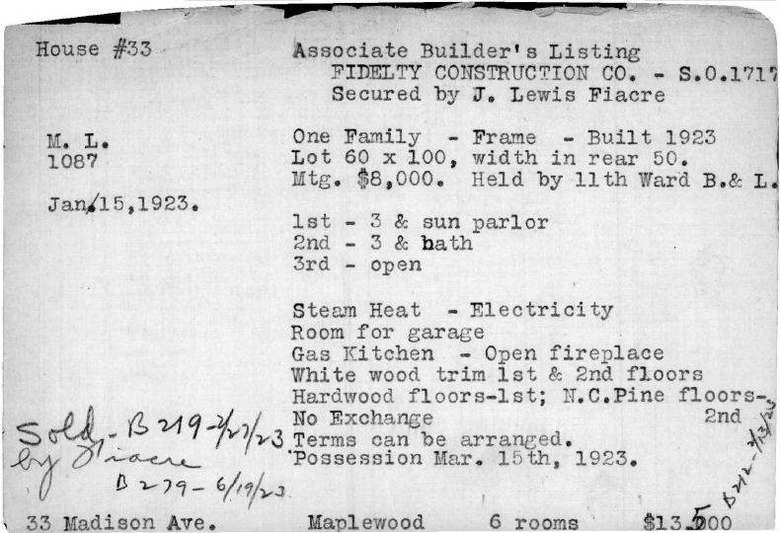 House #33
Associate Builder's Listing
FIDELTY CONSTRUCTION CO. - S.O.1717
Secured by J. Lewis Fiacre
M. L.
1087
Jan/15,1923.
One Family - Frame - Built 1923
Lot 60 x 100, width in rear 50.
Mtg. $8,000. Held by 11th Ward B.& L.
1st - 3 & sun parlor
2nd - 3 & bath
3rd - open
Steam Heat - Electricity
Room for garage
Gas Kitchen - Open fireplace
White wood trim 1st & 2nd floors
Hardwood floors-1st; N.C.Pine floors-
2nd
No Exchange
Terms can be arranged.
Possession Mar. 15th, 1923.
Sold - B 219 - 2/27/23
by Fiacre
B 279 - 6/19/23
B 212 - 2/13/23
33 Madison Ave. Maplewood 6 rooms $13,500